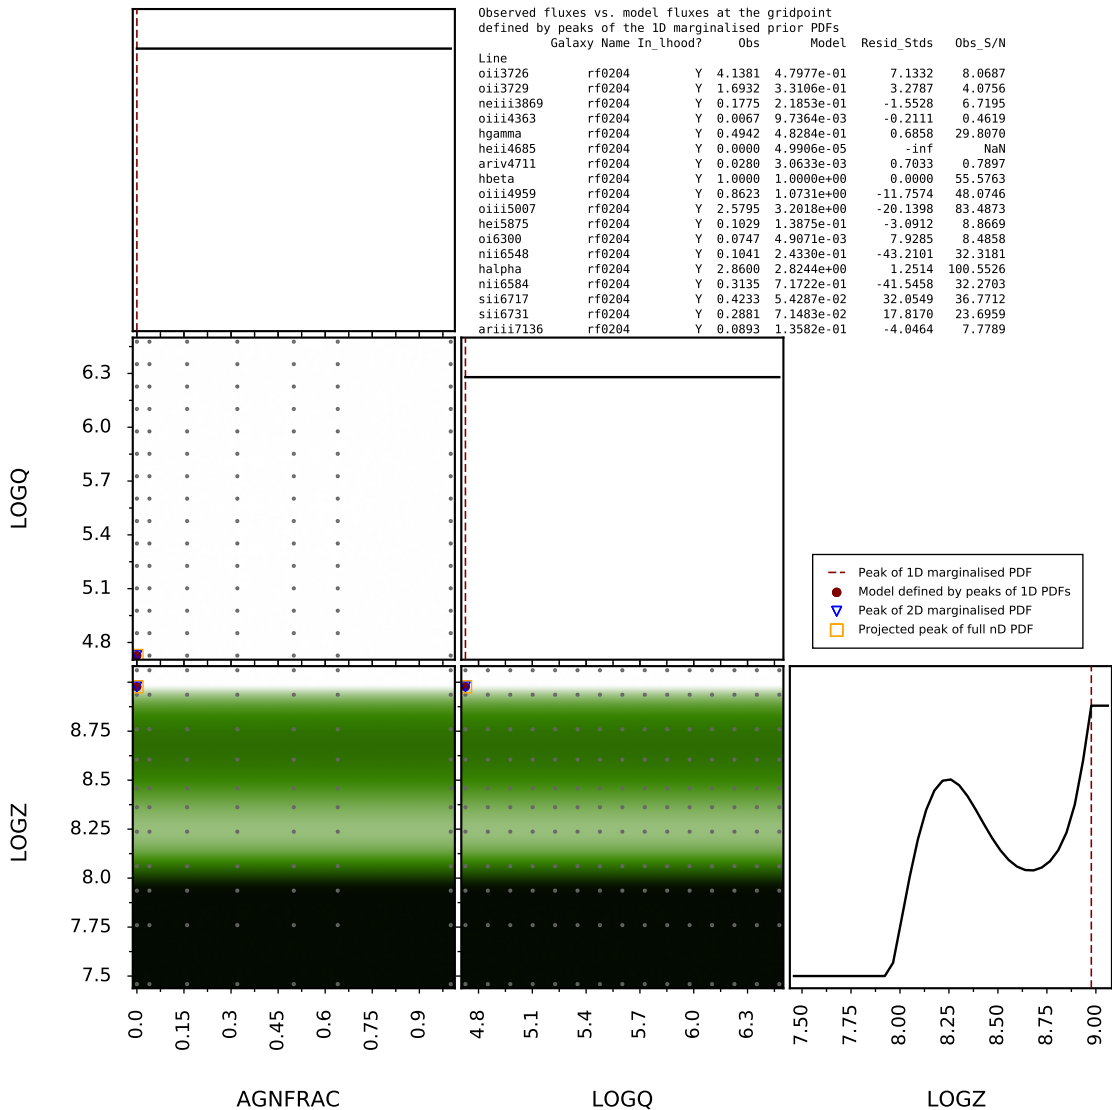 Observed fluxes vs. model fluxes at the gridpoint
defined by peaks of the 1D marginalised prior PDFs
Galaxy Name In_lhood? Obs Model Resid_Stds Obs_S/N
Line
oii3726 rf0204 Y 4.1381 4.7977e-01 7.1332 8.0687
oii3729 rf0204 Y 1.6932 3.3106e-01 3.2787 4.0756
neiii3869 rf0204 Y 0.1775 2.1853e-01 -1.5528 6.7195
oiii4363 rf0204 Y 0.0067 9.7364e-03 -0.2111 0.4619
hgamma rf0204 Y 0.4942 4.8284e-01 0.6858 29.8070
heii4685 rf0204 Y 0.0000 4.9906e-05 -inf NaN
ariv4711 rf0204 Y 0.0280 3.0633e-03 0.7033 0.7897
hbeta rf0204 Y 1.0000 1.0000e+00 0.0000 55.5763
oiii4959 rf0204 Y 0.8623 1.0731e+00 -11.7574 48.0746
oiii5007 rf0204 Y 2.5795 3.2018e+00 -20.1398 83.4873
hei5875 rf0204 Y 0.1029 1.3875e-01 -3.0912 8.8669
oi6300 rf0204 Y 0.0747 4.9071e-03 7.9285 8.4858
nii6548 rf0204 Y 0.1041 2.4330e-01 -43.2101 32.3181
halpha rf0204 Y 2.8600 2.8244e+00 1.2514 100.5526
nii6584 rf0204 Y 0.3135 7.1722e-01 -41.5458 32.2703
sii6717 rf0204 Y 0.4233 5.4287e-02 32.0549 36.7712
sii6731 rf0204 Y 0.2881 7.1483e-02 17.8170 23.6959
ariii7136 rf0204 Y 0.0893 1.3582e-01 -4.0464 7.7789
6.3
6.0
5.7
5.4
5.1
4.8
LOGQ
Peak of 1D marginalised PDF
Model defined by peaks of 1D PDFs
Peak of 2D marginalised PDF
Projected peak of full nD PDF
8.75
8.5
8.25
8.0
7.75
7.5
LOGZ
0.0 0.15 0.3 0.45 0.6 0.75 0.9
4.8 5.1 5.4 5.7 6.0 6.3
7.50 7.75 8.00 8.25 8.50 8.75 9.00
AGNFRAC LOGQ LOGZ